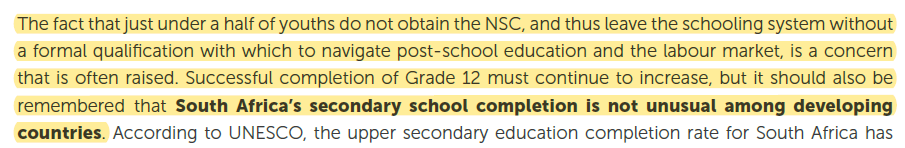 The fact that just under a half of youths do not obtain the NSC, and thus leave the schooling system without
a formal qualification with which to navigate post-school education and the labour market, is a concern
that is often raised. Successful completion of Grade 12 must continue to increase, but it should also be
remembered that South Africa's secondary school completion is not unusual among developing
countries. According to UNESCO, the upper secondary education completion rate for South Africa has